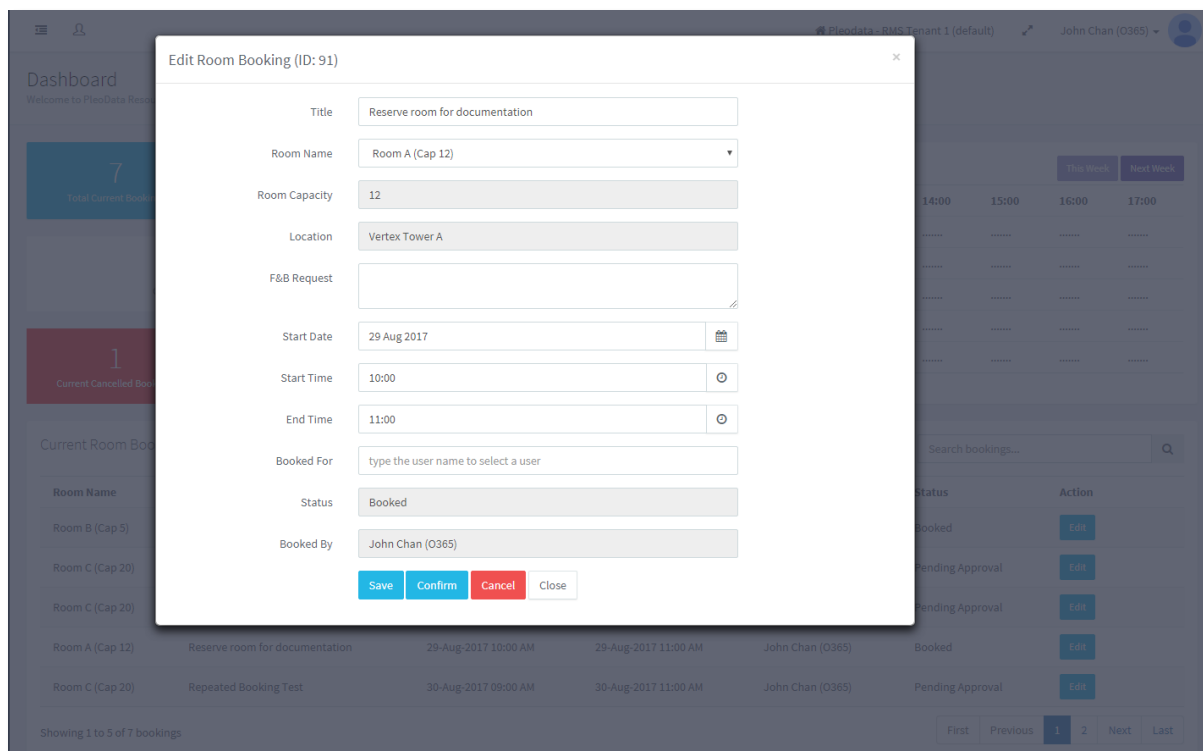 Pleodata - RMS Tenant 1 (default)
John Chan (O365)
Edit Room Booking (ID: 91)
×
Dashboard
Welcome to PleoData Resou
Title
Reserve room for documentation
Room Name
Room A (Cap 12)
7
Total Current Bookin
This Week
Next Week
Room Capacity
12
14:00 15:00 16:00 17:00
Location
Vertex Tower A
....... ....... ....... .......
....... ....... ....... .......
F&B Request
....... ....... ....... .......
Start Date
29 Aug 2017
....... ....... ....... .......
1
Current Cancelled Boo
....... ....... ....... .......
Start Time
10:00
End Time
11:00
Current Room Boo
Search bookings...
Booked For
type the user name to select a user
Room Name
Status
Action
Status
Booked
Room B (Cap 5)
Booked
Edit
Booked By
John Chan (O365)
Room C (Cap 20)
Pending Approval
Edit
Save
Confirm
Cancel
Close
Room C (Cap 20)
Pending Approval
Edit
Room A (Cap 12) Reserve room for documentation 29-Aug-2017 10:00 AM 29-Aug-2017 11:00 AM John Chan (O365) Booked Edit
Room C (Cap 20) Repeated Booking Test 30-Aug-2017 09:00 AM 30-Aug-2017 11:00 AM John Chan (O365) Pending Approval Edit
Showing 1 to 5 of 7 bookings
First Previous 1 2 Next Last